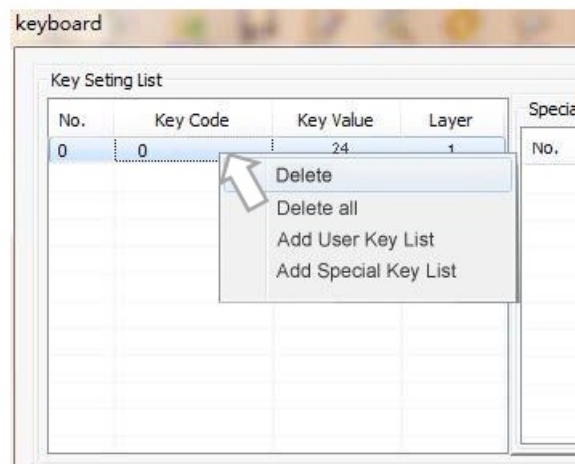 keyboard
Key Seting List
No. Key Code Key Value Layer
0 0 24 1
Delete
Delete all
Add User Key List
Add Special Key List
Specia
No.